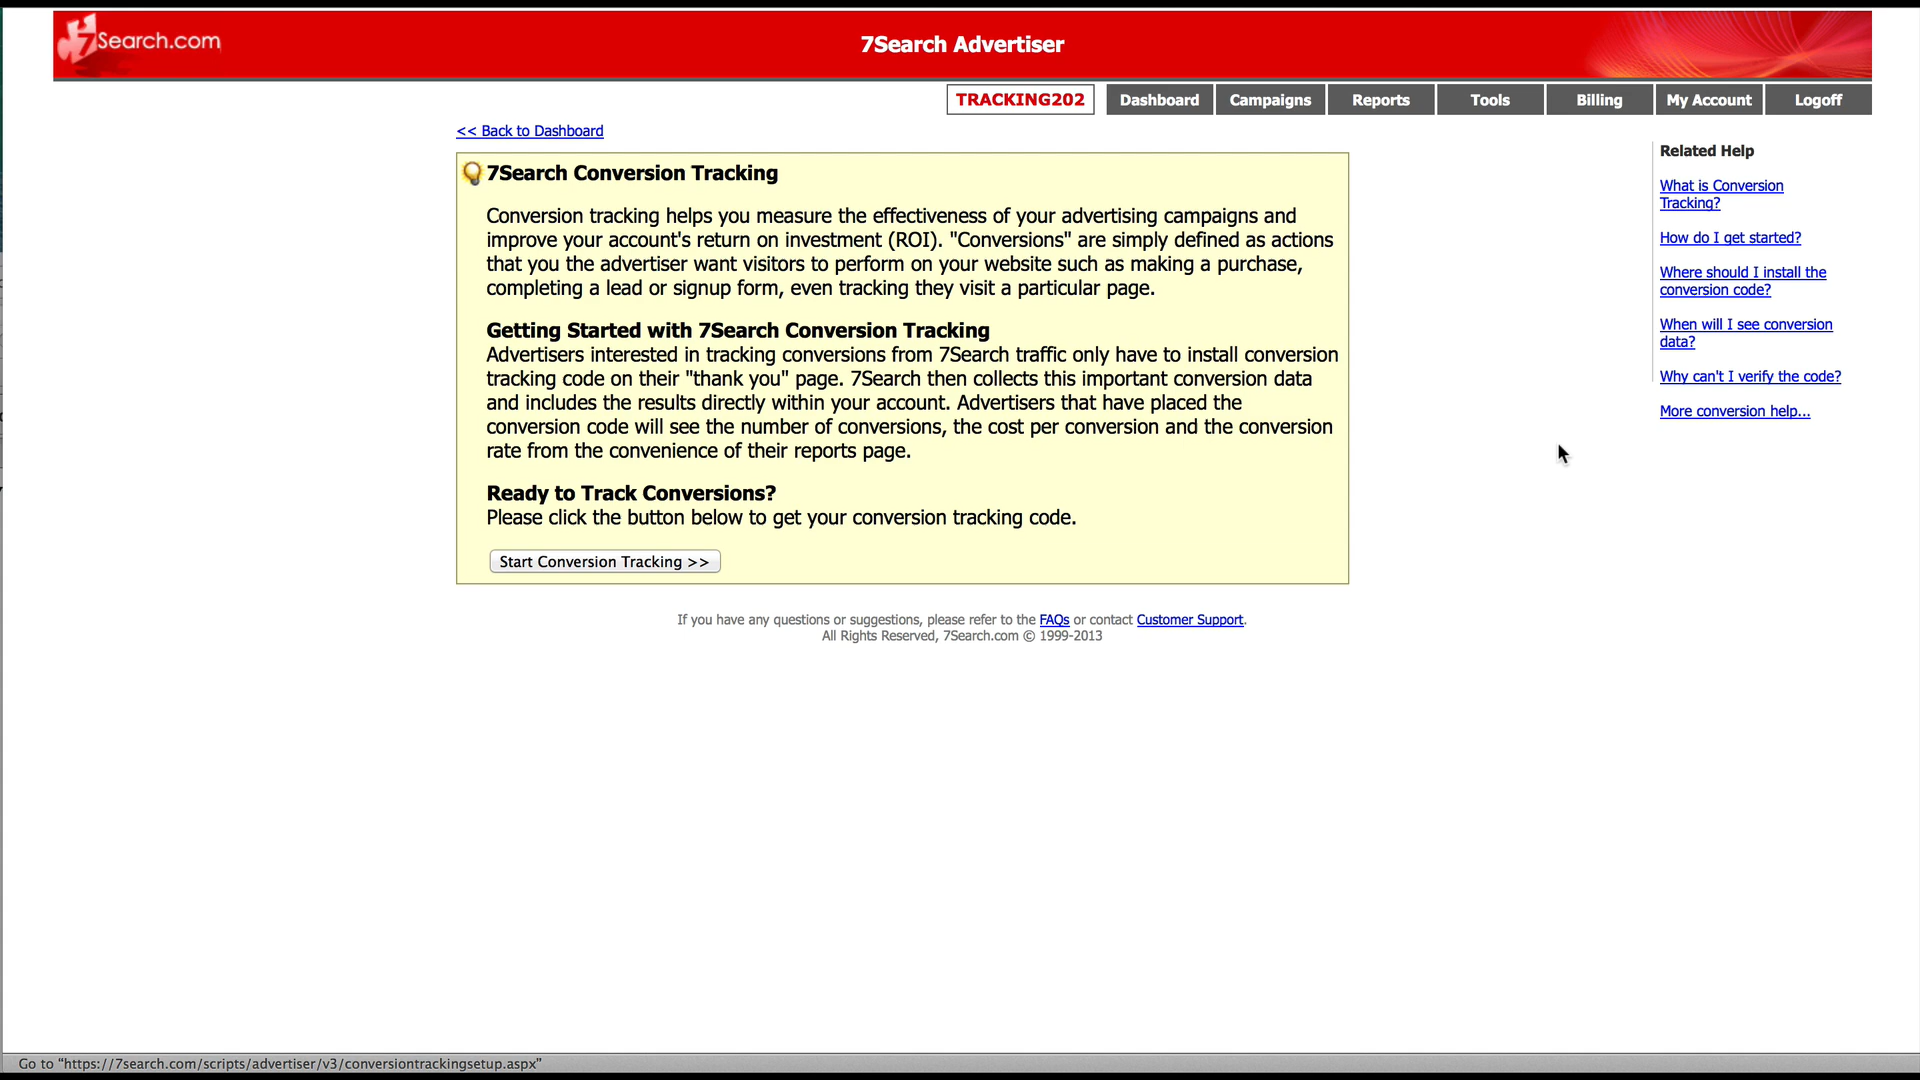 7Search.com
7Search Advertiser
TRACKING202
Dashboard
Campaigns
Reports
Tools
Billing
My Account
Logoff
<< Back to Dashboard
7Search Conversion Tracking
Conversion tracking helps you measure the effectiveness of your advertising campaigns and
improve your account's return on investment (ROI). "Conversions" are simply defined as actions
that you the advertiser want visitors to perform on your website such as making a purchase,
completing a lead or signup form, even tracking they visit a particular page.
Getting Started with 7Search Conversion Tracking
Advertisers interested in tracking conversions from 7Search traffic only have to install conversion
tracking code on their "thank you" page. 7Search then collects this important conversion data
and includes the results directly within your account. Advertisers that have placed the
conversion code will see the number of conversions, the cost per conversion and the conversion
rate from the convenience of their reports page.
Ready to Track Conversions?
Please click the button below to get your conversion tracking code.
Start Conversion Tracking >>
Related Help
What is Conversion
Tracking?
How do I get started?
Where should I install the
conversion code?
When will I see conversion
data?
Why can't I verify the code?
More conversion help...
If you have any questions or suggestions, please refer to the FAQs or contact Customer Support.
All Rights Reserved, 7Search.com © 1999-2013
Go to “https://7search.com/scripts/advertiser/v3/conversiontrackingsetup.aspx”